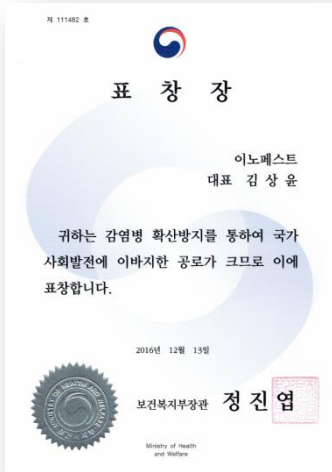 제 111482 호
표 창 장
이노페스트
대표 김 상 윤
귀하는 감염병 확산방지를 통하여 국가
사회발전에 이바지한 공로가 크므로 이에
표창합니다.
2016년 12월 13일
보건복지부장관 정 진 엽
Ministry of Health
and Welfare